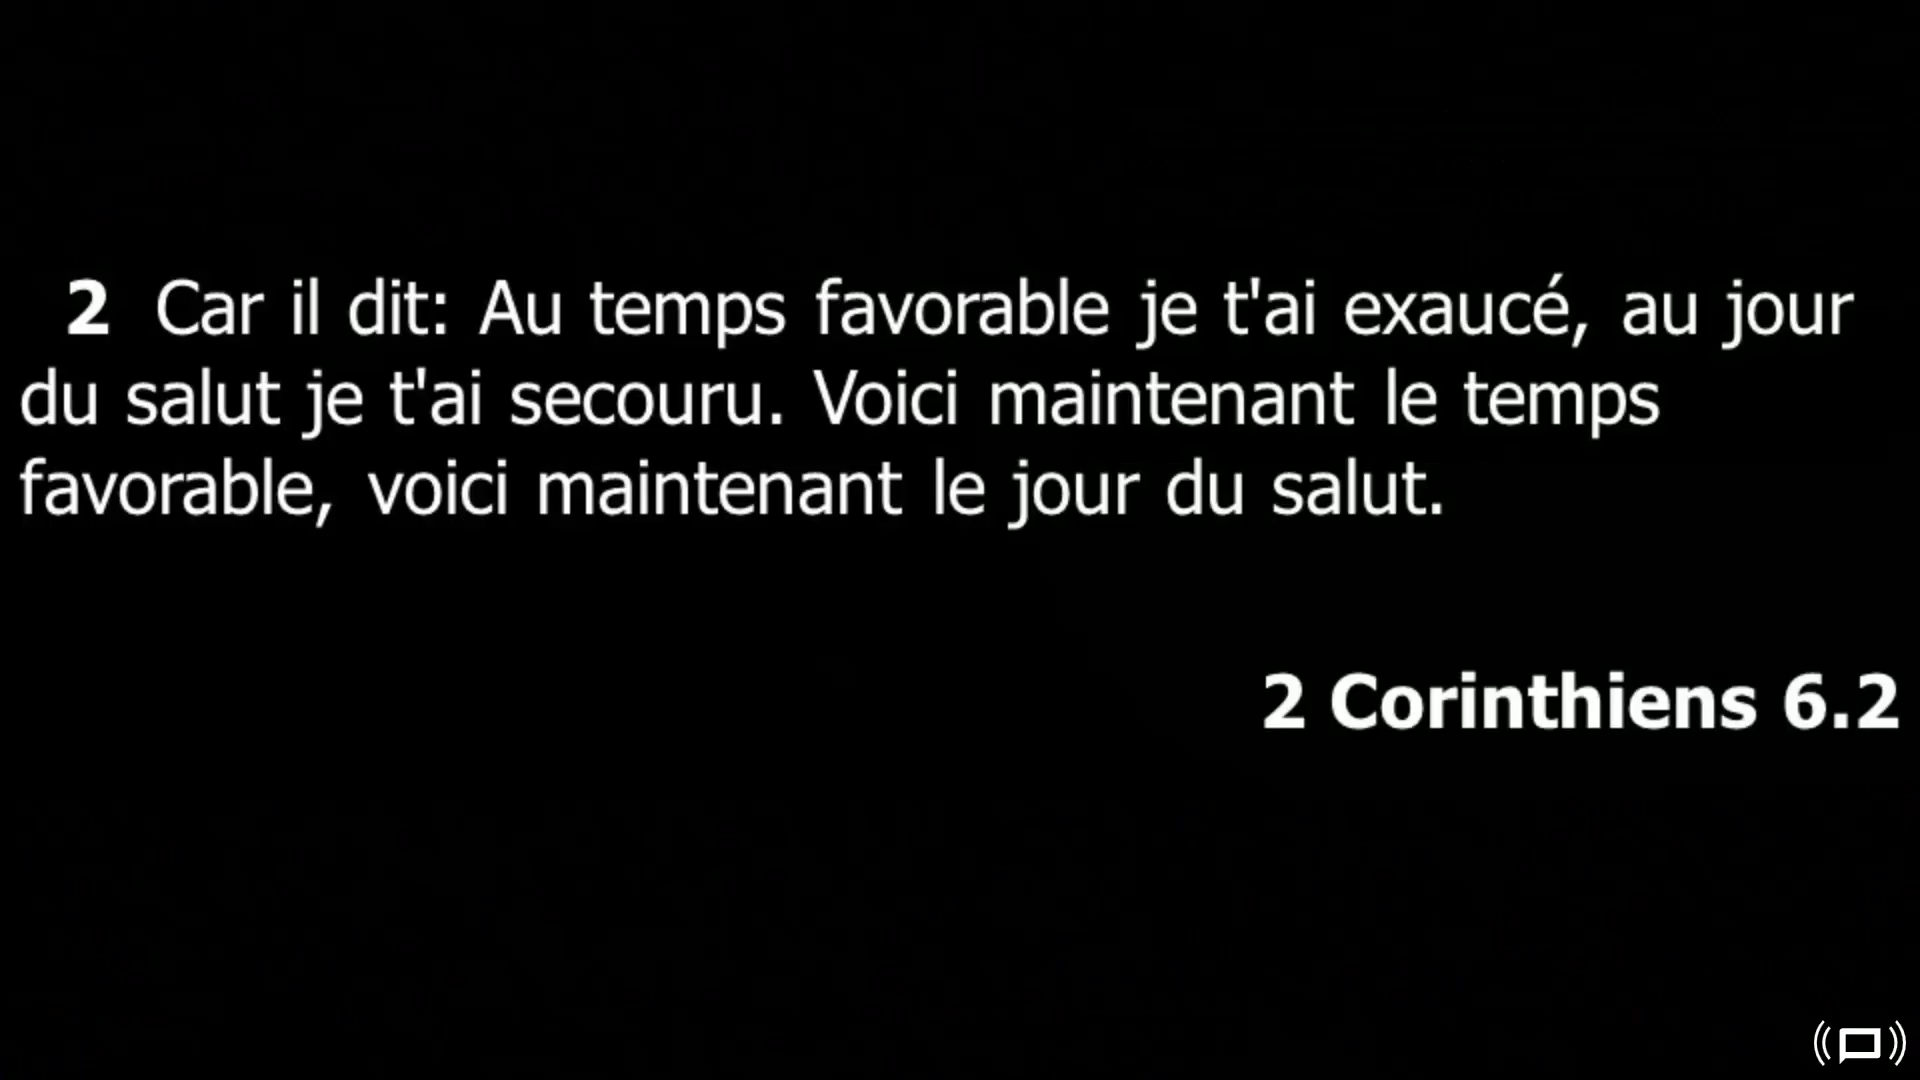 2 Car il dit: Au temps favorable je t'ai exaucé, au jour
du salut je t'ai secouru. Voici maintenant le temps
favorable, voici maintenant le jour du salut.
2 Corinthiens 6.2